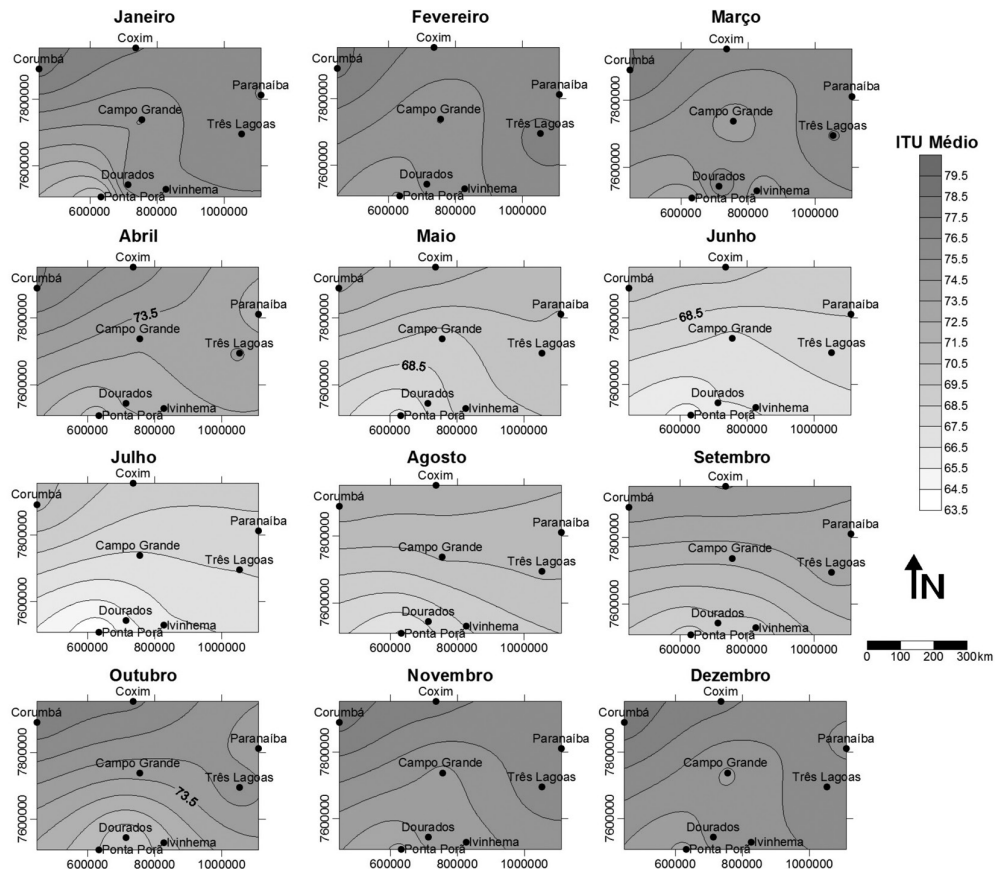 Janeiro
Coxim
Corumbá
Paranaíba
7800000
Campo Grande
Três Lagoas
7600000
Dourados
Ivinhema
Ponta Porã
600000 800000 1000000
Fevereiro
Coxim
Corumbá
Paranaíba
7800000
Campo Grande
Três Lagoas
7600000
Dourados
Ivinhema
Ponta Porã
600000 800000 1000000
Março
Coxim
Corumbá
Paranaíba
7800000
Campo Grande
Três Lagoas
7600000
Dourados
Ivinhema
Ponta Porã
600000 800000 1000000
Abril
Coxim
Corumbá
Paranaíba
7800000
73.5
Campo Grande
Três Lagoas
7600000
Dourados
Ivinhema
Ponta Porã
600000 800000 1000000
Maio
Coxim
Corumbá
Paranaíba
7800000
Campo Grande
Três Lagoas
68.5
7600000
Dourados
Ivinhema
Ponta Porã
600000 800000 1000000
Junho
Coxim
Corumbá
Paranaíba
7800000
68.5
Campo Grande
Três Lagoas
7600000
Dourados
Ivinhema
Ponta Porã
600000 800000 1000000
Julho
Coxim
Corumbá
Paranaíba
7800000
Campo Grande
Três Lagoas
7600000
Dourados
Ivinhema
Ponta Porã
600000 800000 1000000
Agosto
Coxim
Corumbá
Paranaíba
7800000
Campo Grande
Três Lagoas
7600000
Dourados
Ivinhema
Ponta Porã
600000 800000 1000000
Setembro
Coxim
Corumbá
Paranaíba
7800000
Campo Grande
Três Lagoas
7600000
Dourados
Ivinhema
Ponta Porã
600000 800000 1000000
Outubro
Coxim
Corumbá
Paranaíba
7800000
Campo Grande
Três Lagoas
73.5
7600000
Dourados
Ivinhema
Ponta Porã
600000 800000 1000000
Novembro
Coxim
Corumbá
Paranaíba
7800000
Campo Grande
Três Lagoas
7600000
Dourados
Ivinhema
Ponta Porã
600000 800000 1000000
Dezembro
Coxim
Corumbá
Paranaíba
7800000
Campo Grande
Três Lagoas
7600000
Dourados
Ivinhema
Ponta Porã
600000 800000 1000000
ITU Médio
79.5
78.5
77.5
76.5
75.5
74.5
73.5
72.5
71.5
70.5
69.5
68.5
67.5
66.5
65.5
64.5
63.5
N
0 100 200 300km